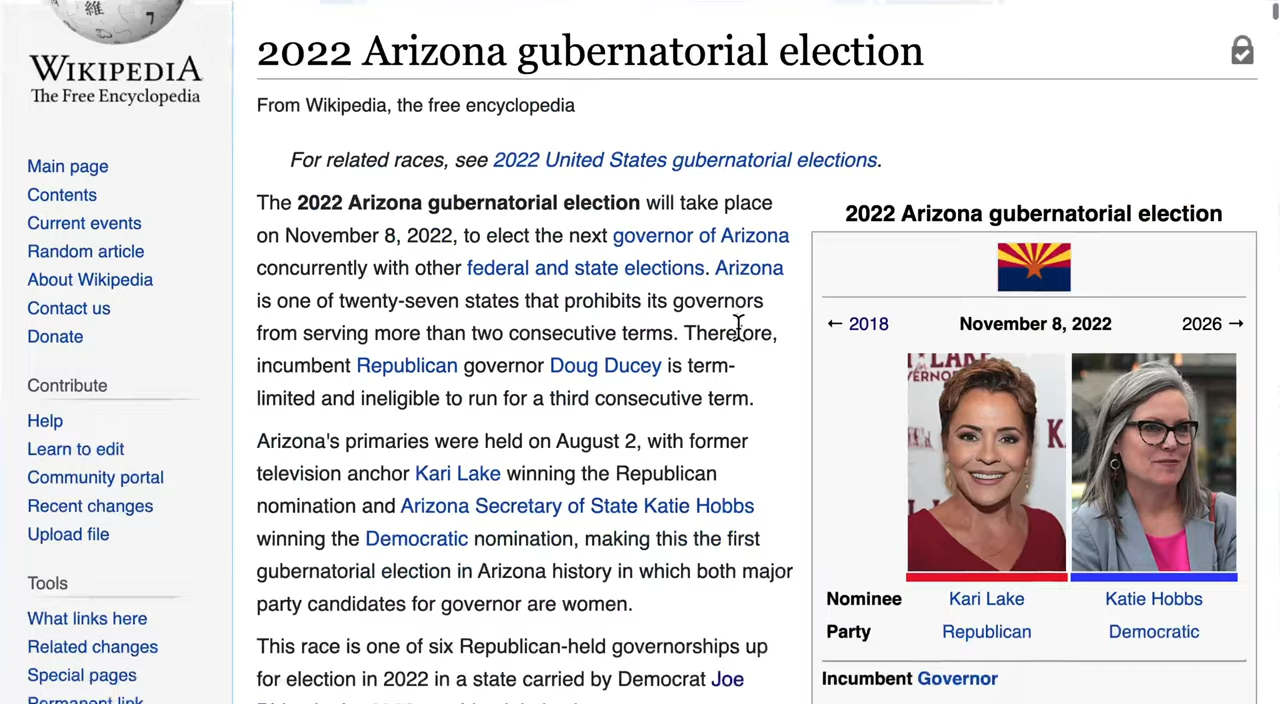 維
7
WIKIPEDIA
The Free Encyclopedia
Main page
Contents
Current events
Random article
About Wikipedia
Contact us
Donate
Contribute
Help
Learn to edit
Community portal
Recent changes
Upload file
Tools
What links here
Related changes
Special pages
Permanent link
2022 Arizona gubernatorial election
From Wikipedia, the free encyclopedia
For related races, see 2022 United States gubernatorial elections.
The 2022 Arizona gubernatorial election will take place
on November 8, 2022, to elect the next governor of Arizona
concurrently with other federal and state elections. Arizona
is one of twenty-seven states that prohibits its governors
from serving more than two consecutive terms. Therefore,
incumbent Republican governor Doug Ducey is term-
limited and ineligible to run for a third consecutive term.
Arizona's primaries were held on August 2, with former
television anchor Kari Lake winning the Republican
nomination and Arizona Secretary of State Katie Hobbs
winning the Democratic nomination, making this the first
gubernatorial election in Arizona history in which both major
party candidates for governor are women.
This race is one of six Republican-held governorships up
for election in 2022 in a state carried by Democrat Joe
2022 Arizona gubernatorial election
← 2018 November 8, 2022 2026 →
LAKE
K
Nominee Kari Lake Katie Hobbs
Party Republican Democratic
Incumbent Governor